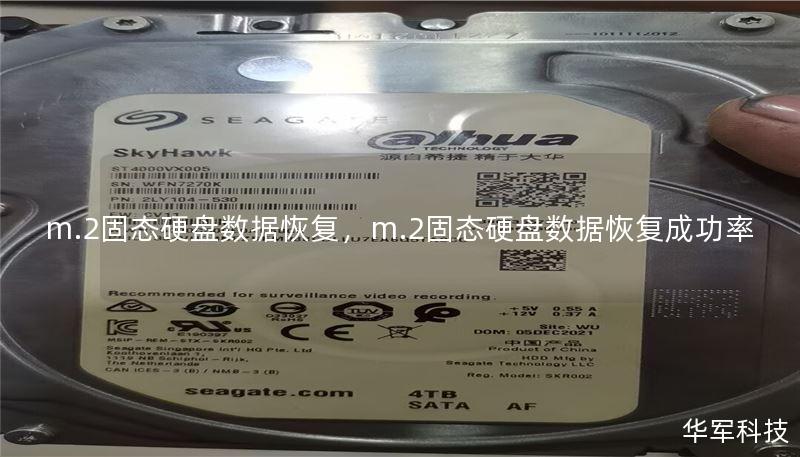 SEAGATE
alhua
TECHNOLOGY
源自希捷 精于大华
SkyHawk
ST4000VX005
SN: WFN7270K
PN: 2LY104-530
m.2固态硬盘数据恢复，m.2固态硬盘数据恢复成功率
Recommended for surveillance video recording.
+5V 0.55 A
+12V 0.37 A
Site: WU
DOM: 05DEC2021
中国产品
Product of China
HDD Mfg by
Seagate Technology LLC
Reg. Model: SKR002
E190397
MSIP-REM-STX-SKR002
Seagate Singapore Int'l HQ Pte. Ltd
Koolhovenlaan 1,
1119 NB Schiphol-Rijk,
The Netherlands
CAN ICES-3 (B) / NMB-3 (B)
seagate.com
4TB
SATA AF
华军科技